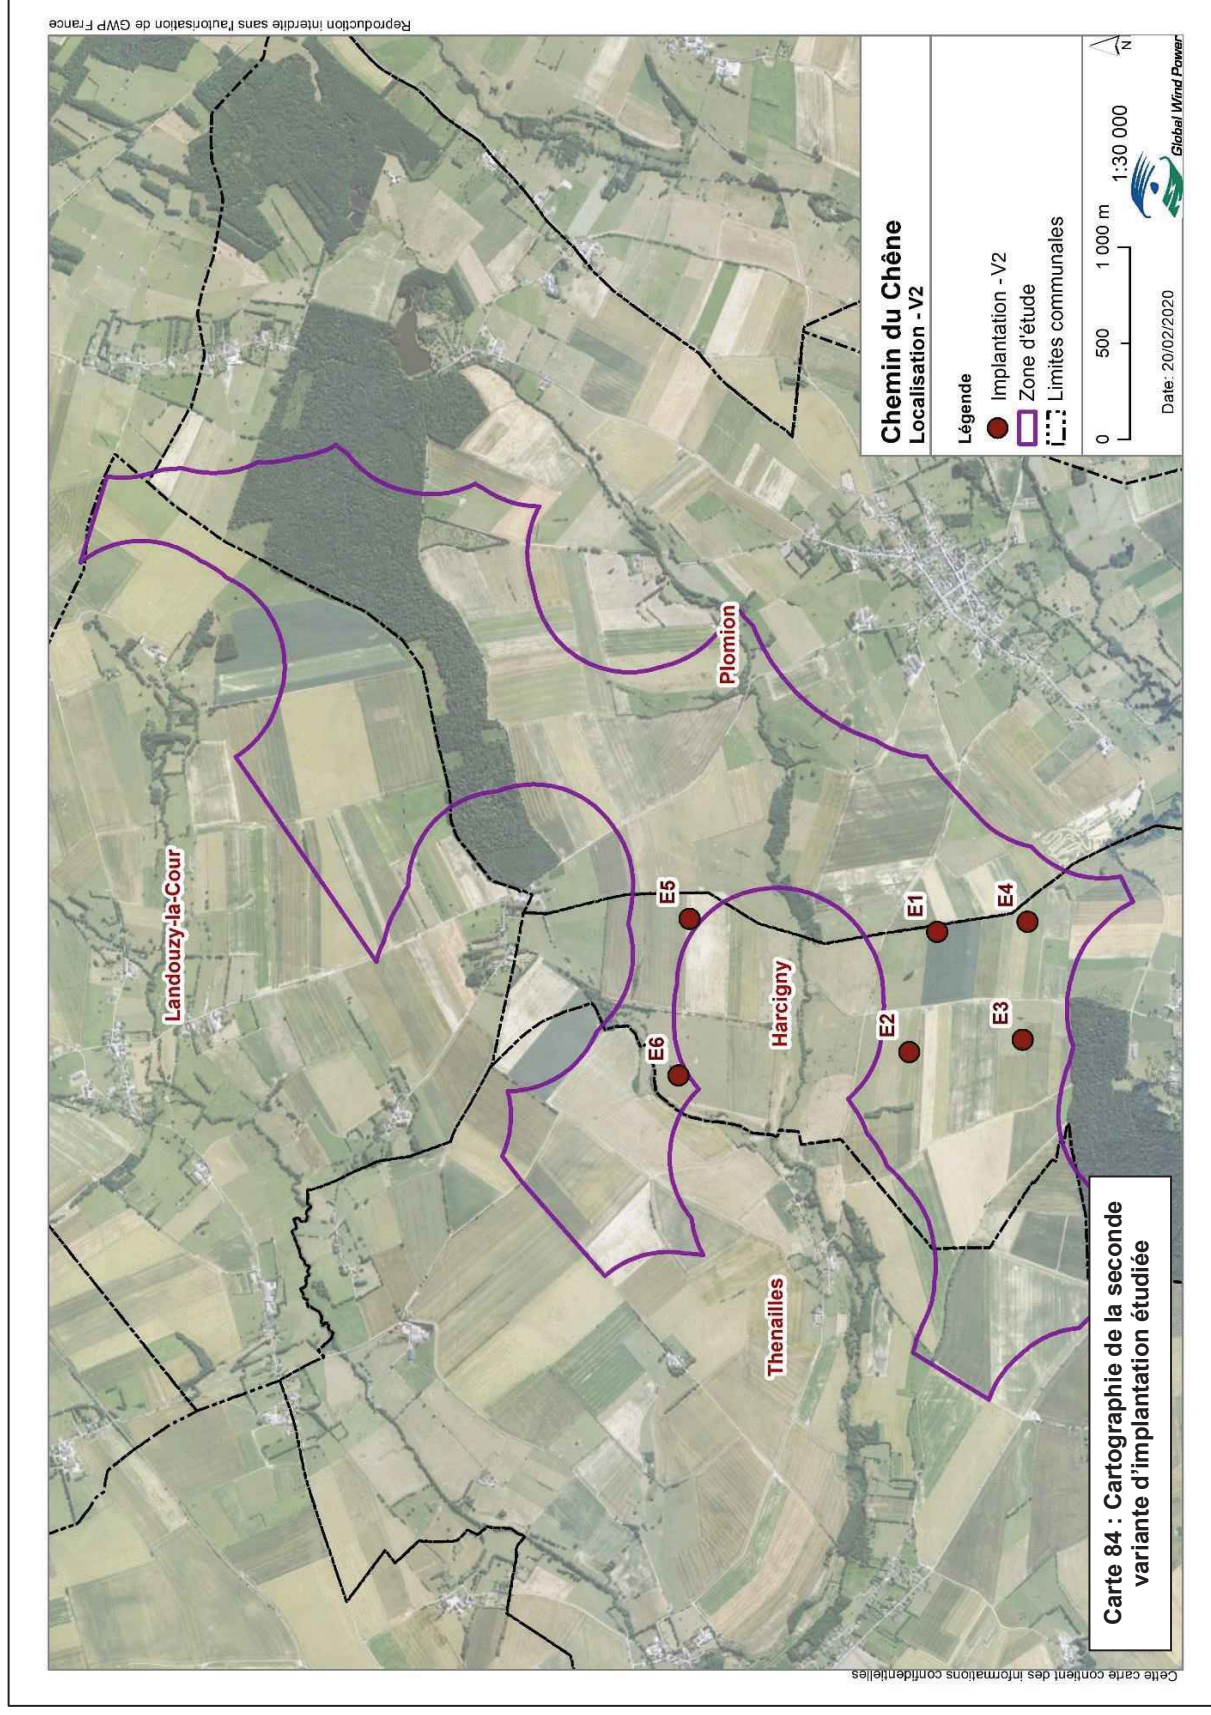 Reproduction interdite sans l'autorisation de GWP France
Landouzy-la-Cour
Plomion
Harcigny
Thenailles
E5
E6
E1
E2
E4
E3
Chemin du Chêne
Localisation - V2
Légende
Implantation - V2
Zone d'étude
Limites communales
0 500 1 000 m
1:30 000
N
Date: 20/02/2020
Global Wind Power
Carte 84 : Cartographie de la seconde
variante d'implantation étudiée
Cette carte contient des informations confidentielles